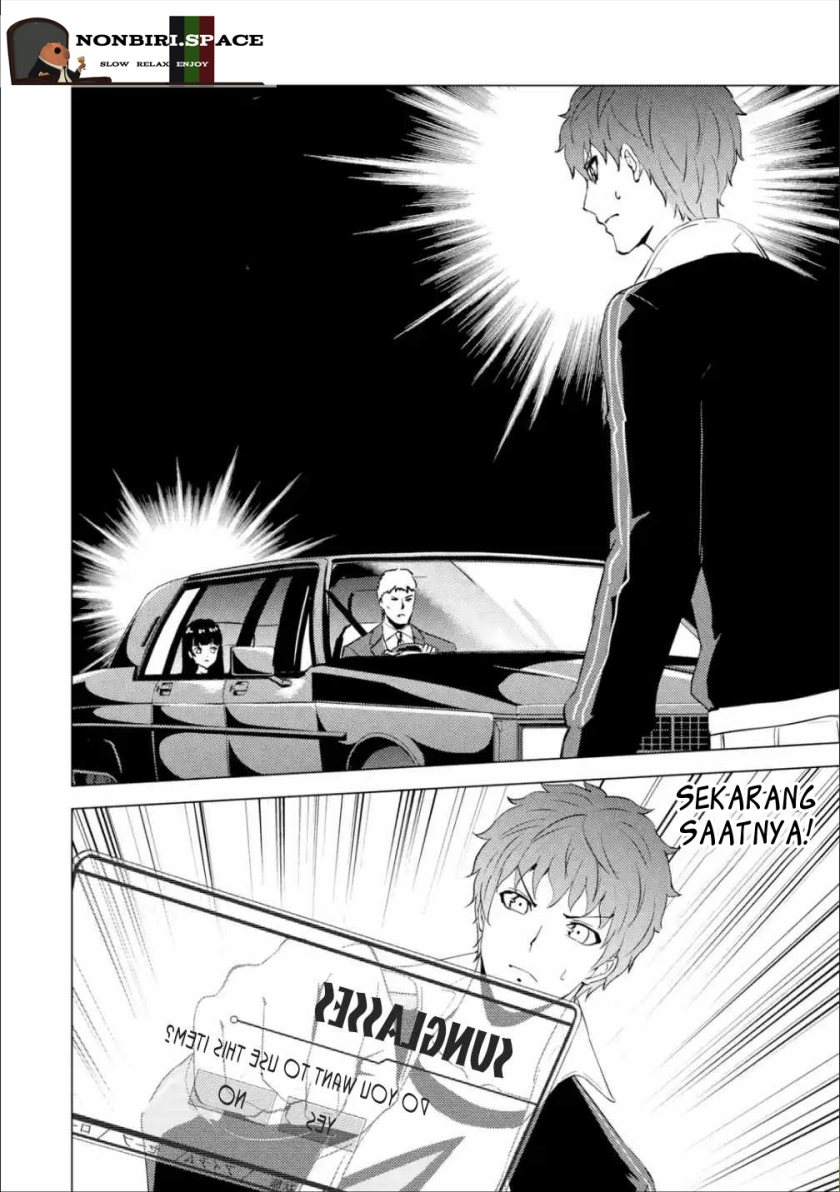 NONBIRI.SPACE
SLOW RELAX ENJOY
SEKARANG
SAATNYA!
SUNGLASSES
DO YOU WANT TO USE THIS ITEM?
YES
NO